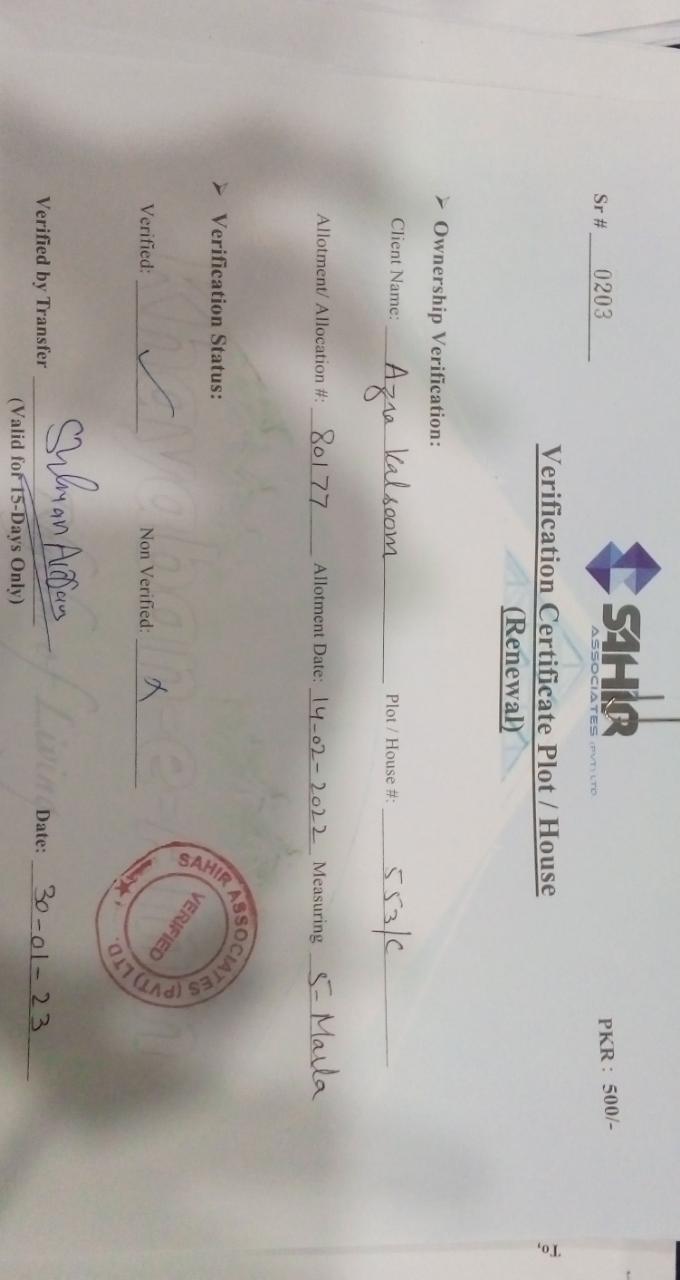 SAHIR
ASSOCIATES (PVT) LTD
Sr # 0203
PKR : 500/-
Verification Certificate Plot / House
(Renewal)
➤ Ownership Verification:
Client Name: Azra Kalsoom Plot / House #: 553/C
Allotment/ Allocation #: 80177 Allotment Date: 14-02-2022 Measuring 5-Marla
➤ Verification Status:
Verified: ✓ Non Verified: x
SAHIR ASSOCIATES (PVT) LTD.
VERIFIED
Verified by Transfer Date: 30-01-23
(Valid for 15-Days Only)
of Living
To,